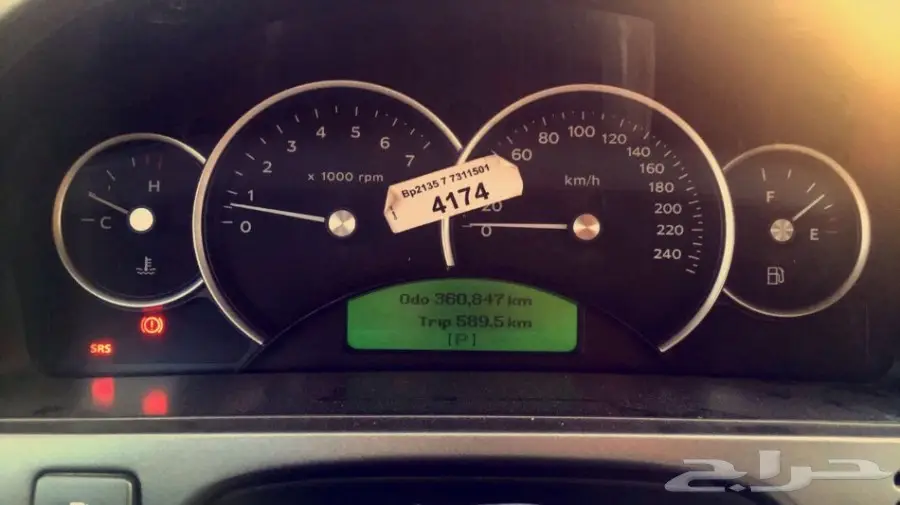 H
C
1
2
3
4
5
6
7
0
x 1000 rpm
Bp2135 7 7311501
4174
20
0
60
80
100
120
140
160
180
200
220
240
km/h
F
E
SRS
Odo 360,847 km
Trip 589.5 km
[P]
حراج